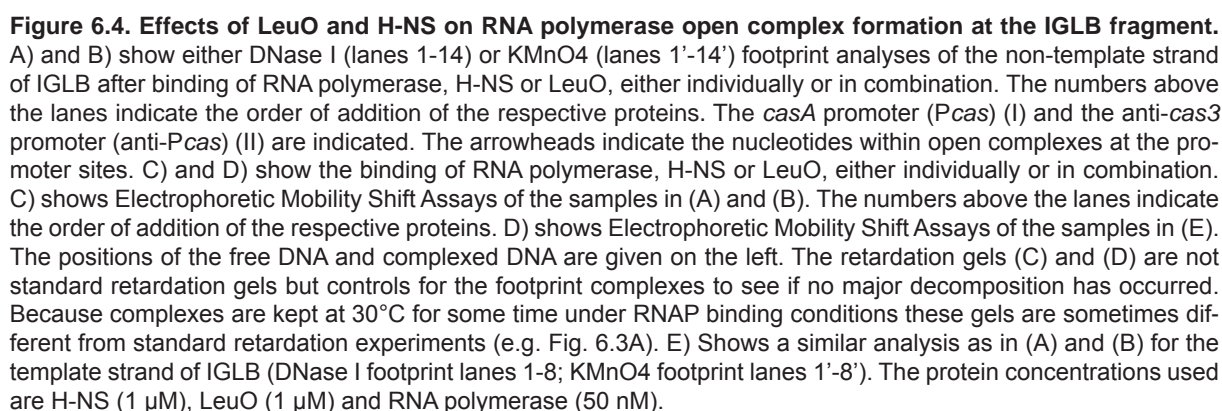 Figure 6.4. Effects of LeuO and H-NS on RNA polymerase open complex formation at the IGLB fragment.
A) and B) show either DNase I (lanes 1-14) or KMnO4 (lanes 1’-14’) footprint analyses of the non-template strand
of IGLB after binding of RNA polymerase, H-NS or LeuO, either individually or in combination. The numbers above
the lanes indicate the order of addition of the respective proteins. The casA promoter (Pcas) (I) and the anti-cas3
promoter (anti-Pcas) (II) are indicated. The arrowheads indicate the nucleotides within open complexes at the pro-
moter sites. C) and D) show the binding of RNA polymerase, H-NS or LeuO, either individually or in combination.
C) shows Electrophoretic Mobility Shift Assays of the samples in (A) and (B). The numbers above the lanes indicate
the order of addition of the respective proteins. D) shows Electrophoretic Mobility Shift Assays of the samples in (E).
The positions of the free DNA and complexed DNA are given on the left. The retardation gels (C) and (D) are not
standard retardation gels but controls for the footprint complexes to see if no major decomposition has occurred.
Because complexes are kept at 30°C for some time under RNAP binding conditions these gels are sometimes dif-
ferent from standard retardation experiments (e.g. Fig. 6.3A). E) Shows a similar analysis as in (A) and (B) for the
template strand of IGLB (DNase I footprint lanes 1-8; KMnO4 footprint lanes 1’-8’). The protein concentrations used
are H-NS (1 µM), LeuO (1 µM) and RNA polymerase (50 nM).